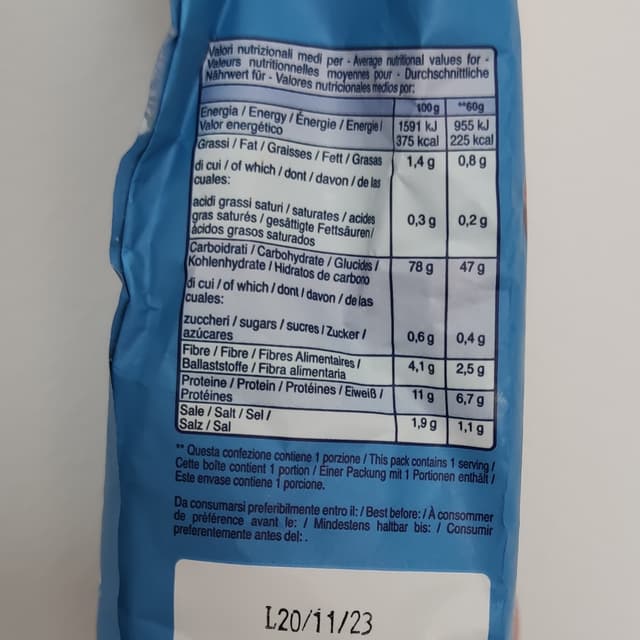 Valori nutrizionali medi per - Average nutritional values for -
Valeurs nutritionnelles moyennes pour - Durchschnittliche
Nährwert für - Valores nutricionales medios por:
100g **60g
Energia / Energy / Énergie / Energie / 1591 kJ 955 kJ
Valor energético 375 kcal 225 kcal
Grassi / Fat / Graisses / Fett / Grasas 1,4 g 0,8 g
di cui / of which / dont / davon / de las
cuales:
acidi grassi saturi / saturates / acides
gras saturés / gesättigte Fettsäuren / 0,3 g 0,2 g
ácidos grasos saturados
Carboidrati / Carbohydrate / Glucides /
Kohlenhydrate / Hidratos de carbono 78 g 47 g
di cui / of which / dont / davon / de las
cuales:
zuccheri / sugars / sucres / Zucker /
azúcares 0,6 g 0,4 g
Fibre / Fibre / Fibres Alimentaires /
Ballaststoffe / Fibra alimentaria 4,1 g 2,5 g
Proteine / Protein / Protéines / Eiweiß / 11 g 6,7 g
Protéines
Sale / Salt / Sel / 1,9 g 1,1 g
Salz / Sal
** Questa confezione contiene 1 porzione / This pack contains 1 serving /
Cette boîte contient 1 portion / Einer Packung mit 1 Portionen enthält /
Este envase contiene 1 porcione.
Da consumarsi preferibilmente entro il: / Best before: / À consommer
de préférence avant le: / Mindestens haltbar bis: / Consumir
preferentemente antes del: .
L20/11/23